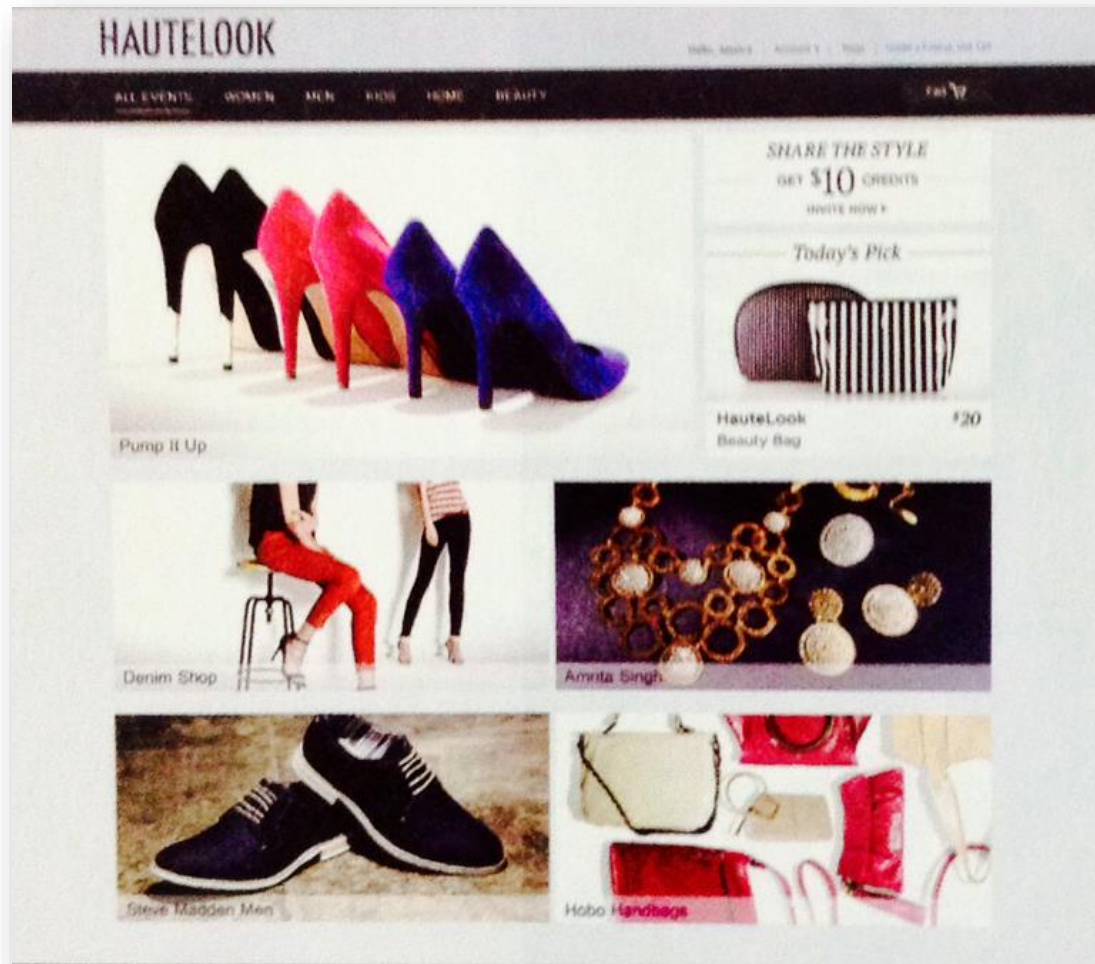 HAUTELOOK
ALL EVENTS WOMEN MEN KIDS HOME BEAUTY
SHARE THE STYLE
GET $10 CREDITS
INVITE NOW
Today's Pick
HauteLook $20
Beauty Bag
Pump It Up
Denim Shop
Amrita Singh
Steve Madden Men
Hobo Handbags